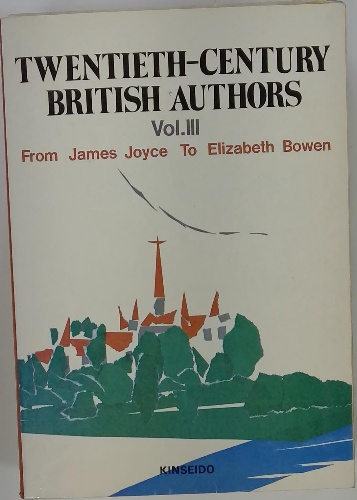 TWENTIETH-CENTURY
BRITISH AUTHORS
Vol.III
From James Joyce To Elizabeth Bowen
KINSEIDO